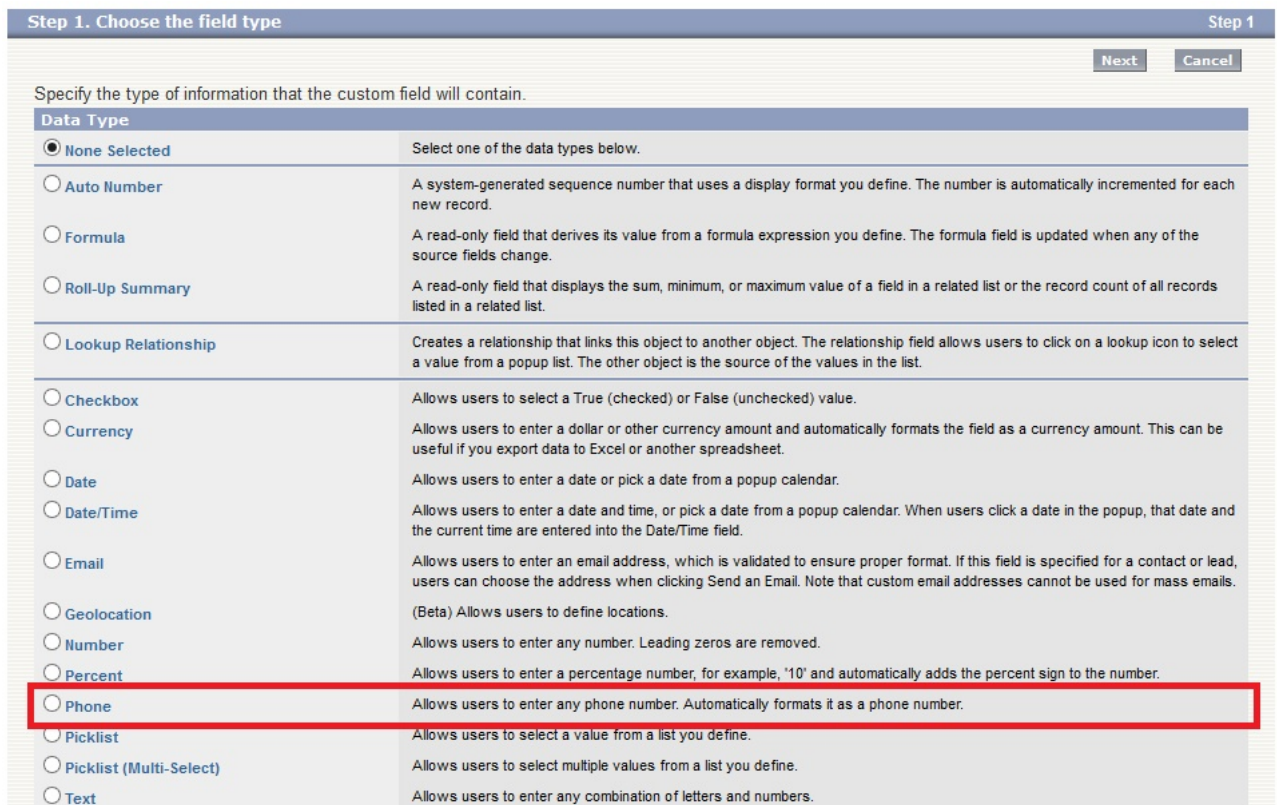 Step 1. Choose the field type Step 1
Next Cancel
Specify the type of information that the custom field will contain.
Data Type
None Selected Select one of the data types below.
Auto Number A system-generated sequence number that uses a display format you define. The number is automatically incremented for each
new record.
Formula A read-only field that derives its value from a formula expression you define. The formula field is updated when any of the
source fields change.
Roll-Up Summary A read-only field that displays the sum, minimum, or maximum value of a field in a related list or the record count of all records
listed in a related list.
Lookup Relationship Creates a relationship that links this object to another object. The relationship field allows users to click on a lookup icon to select
a value from a popup list. The other object is the source of the values in the list.
Checkbox Allows users to select a True (checked) or False (unchecked) value.
Currency Allows users to enter a dollar or other currency amount and automatically formats the field as a currency amount. This can be
useful if you export data to Excel or another spreadsheet.
Date Allows users to enter a date or pick a date from a popup calendar.
Date/Time Allows users to enter a date and time, or pick a date from a popup calendar. When users click a date in the popup, that date and
the current time are entered into the Date/Time field.
Email Allows users to enter an email address, which is validated to ensure proper format. If this field is specified for a contact or lead,
users can choose the address when clicking Send an Email. Note that custom email addresses cannot be used for mass emails.
Geolocation (Beta) Allows users to define locations.
Number Allows users to enter any number. Leading zeros are removed.
Percent Allows users to enter a percentage number, for example, '10' and automatically adds the percent sign to the number.
Phone Allows users to enter any phone number. Automatically formats it as a phone number.
Picklist Allows users to select a value from a list you define.
Picklist (Multi-Select) Allows users to select multiple values from a list you define.
Text Allows users to enter any combination of letters and numbers.